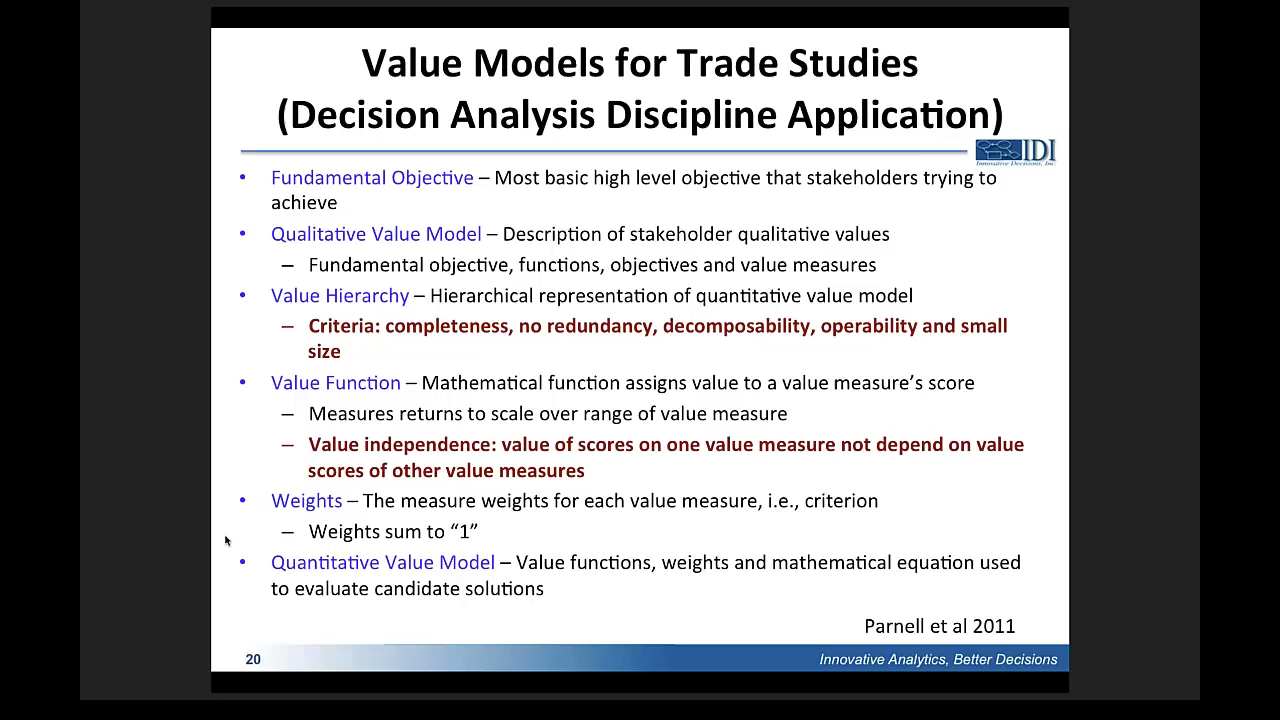 Value Models for Trade Studies
(Decision Analysis Discipline Application)
IDI
Innovative Decisions, Inc.
• Fundamental Objective – Most basic high level objective that stakeholders trying to
achieve
• Qualitative Value Model – Description of stakeholder qualitative values
– Fundamental objective, functions, objectives and value measures
• Value Hierarchy – Hierarchical representation of quantitative value model
– Criteria: completeness, no redundancy, decomposability, operability and small
size
• Value Function – Mathematical function assigns value to a value measure’s score
– Measures returns to scale over range of value measure
– Value independence: value of scores on one value measure not depend on value
scores of other value measures
• Weights – The measure weights for each value measure, i.e., criterion
– Weights sum to “1”
• Quantitative Value Model – Value functions, weights and mathematical equation used
to evaluate candidate solutions
Parnell et al 2011
20
Innovative Analytics, Better Decisions